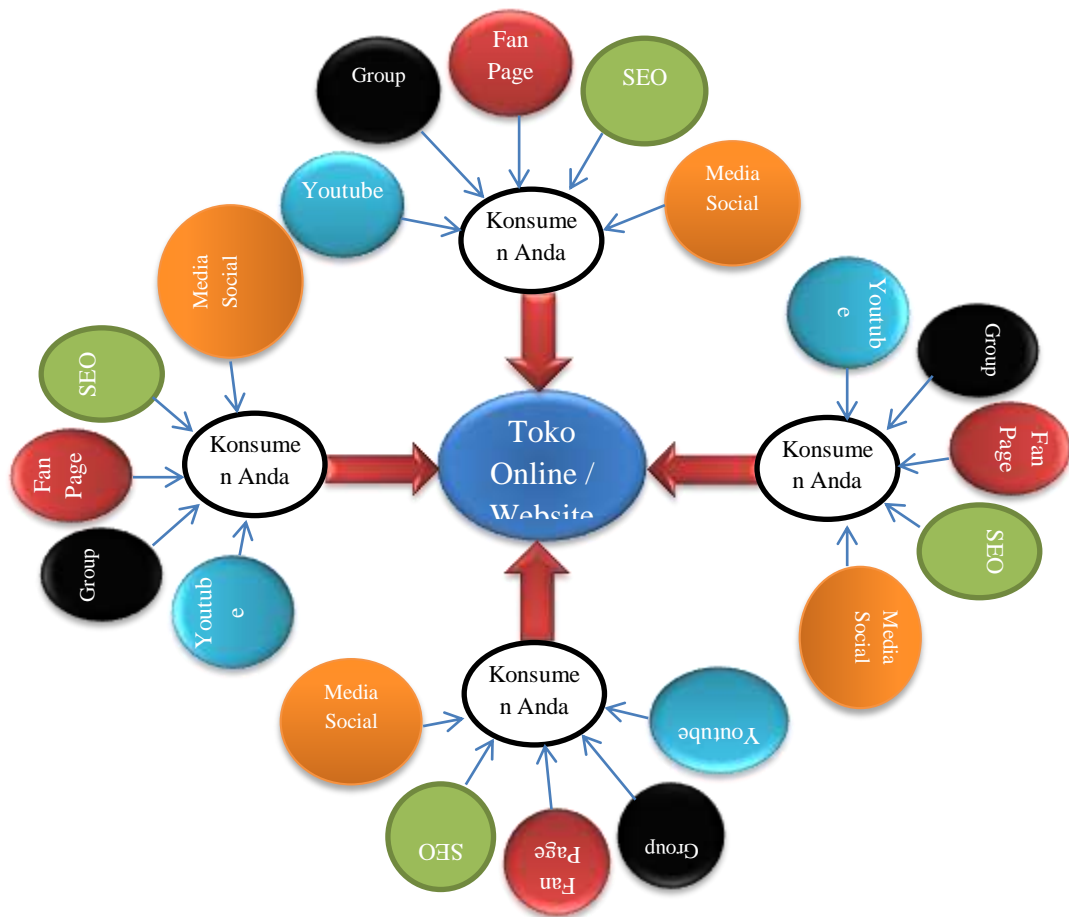 Group
Fan
Page
SEO
Youtube
Media
Social
Konsume
n Anda
Media
Social
SEO
Fan
Page
Group
Youtub
e
Konsume
n Anda
Toko
Online /
Website
Youtub
e
Group
Fan
Page
SEO
Media
Social
Konsume
n Anda
Konsume
n Anda
Media
Social
SEO
Fan
Page
Group
Youtube